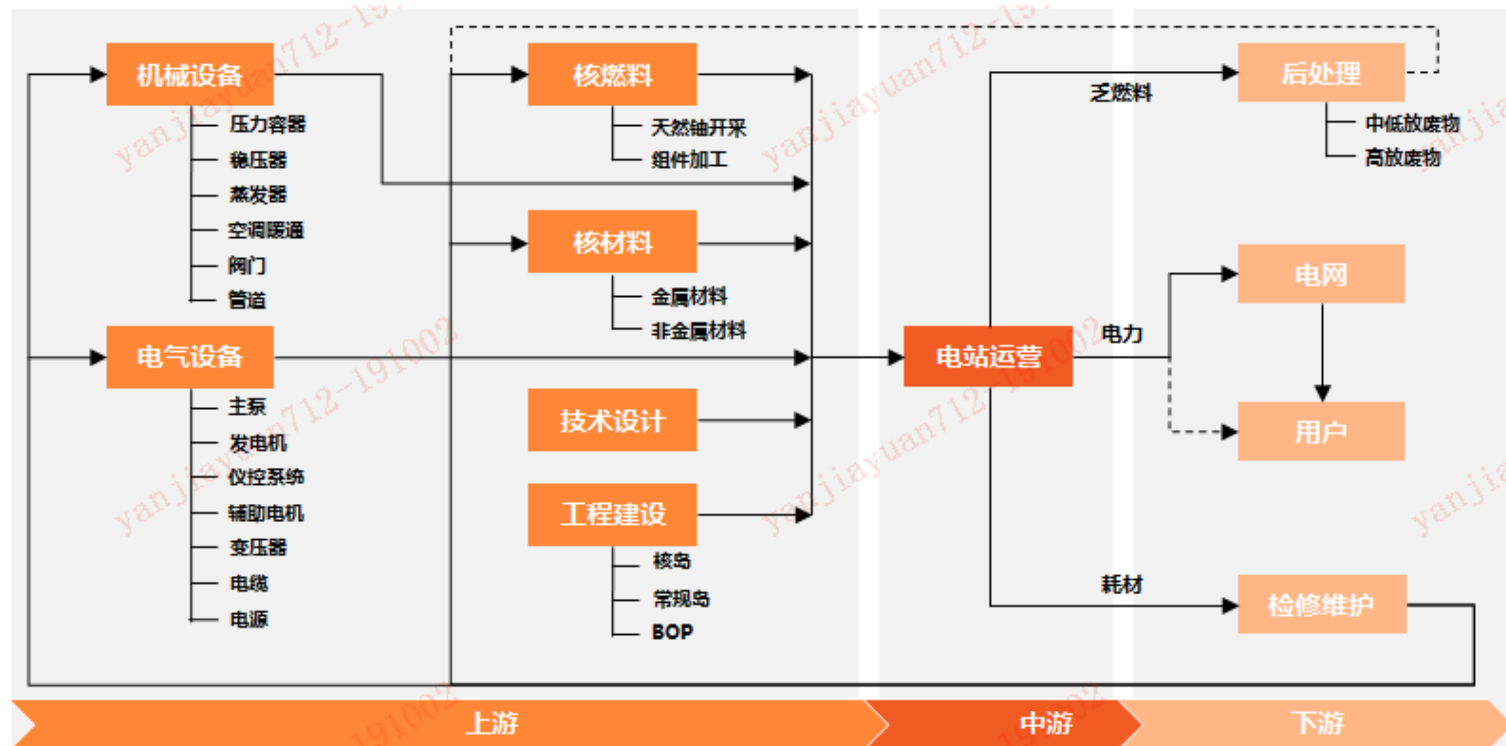 机械设备
压力容器
稳压器
蒸发器
空调暖通
阀门
管道
电气设备
主泵
发电机
仪控系统
辅助电机
变压器
电缆
电源
核燃料
天然铀开采
组件加工
核材料
金属材料
非金属材料
技术设计
工程建设
核岛
常规岛
BOP
电站运营
乏燃料
电力
耗材
后处理
中低放废物
高放废物
电网
用户
检修维护
上游
中游
下游
yanjiayuan712-191002